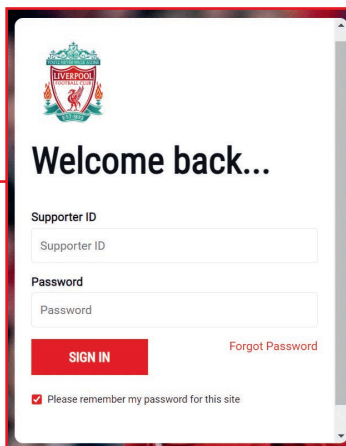 LIVERPOOL
FOOTBALL CLUB
EST·1892
Welcome back...
Supporter ID
Supporter ID
Password
Password
SIGN IN
Forgot Password
Please remember my password for this site